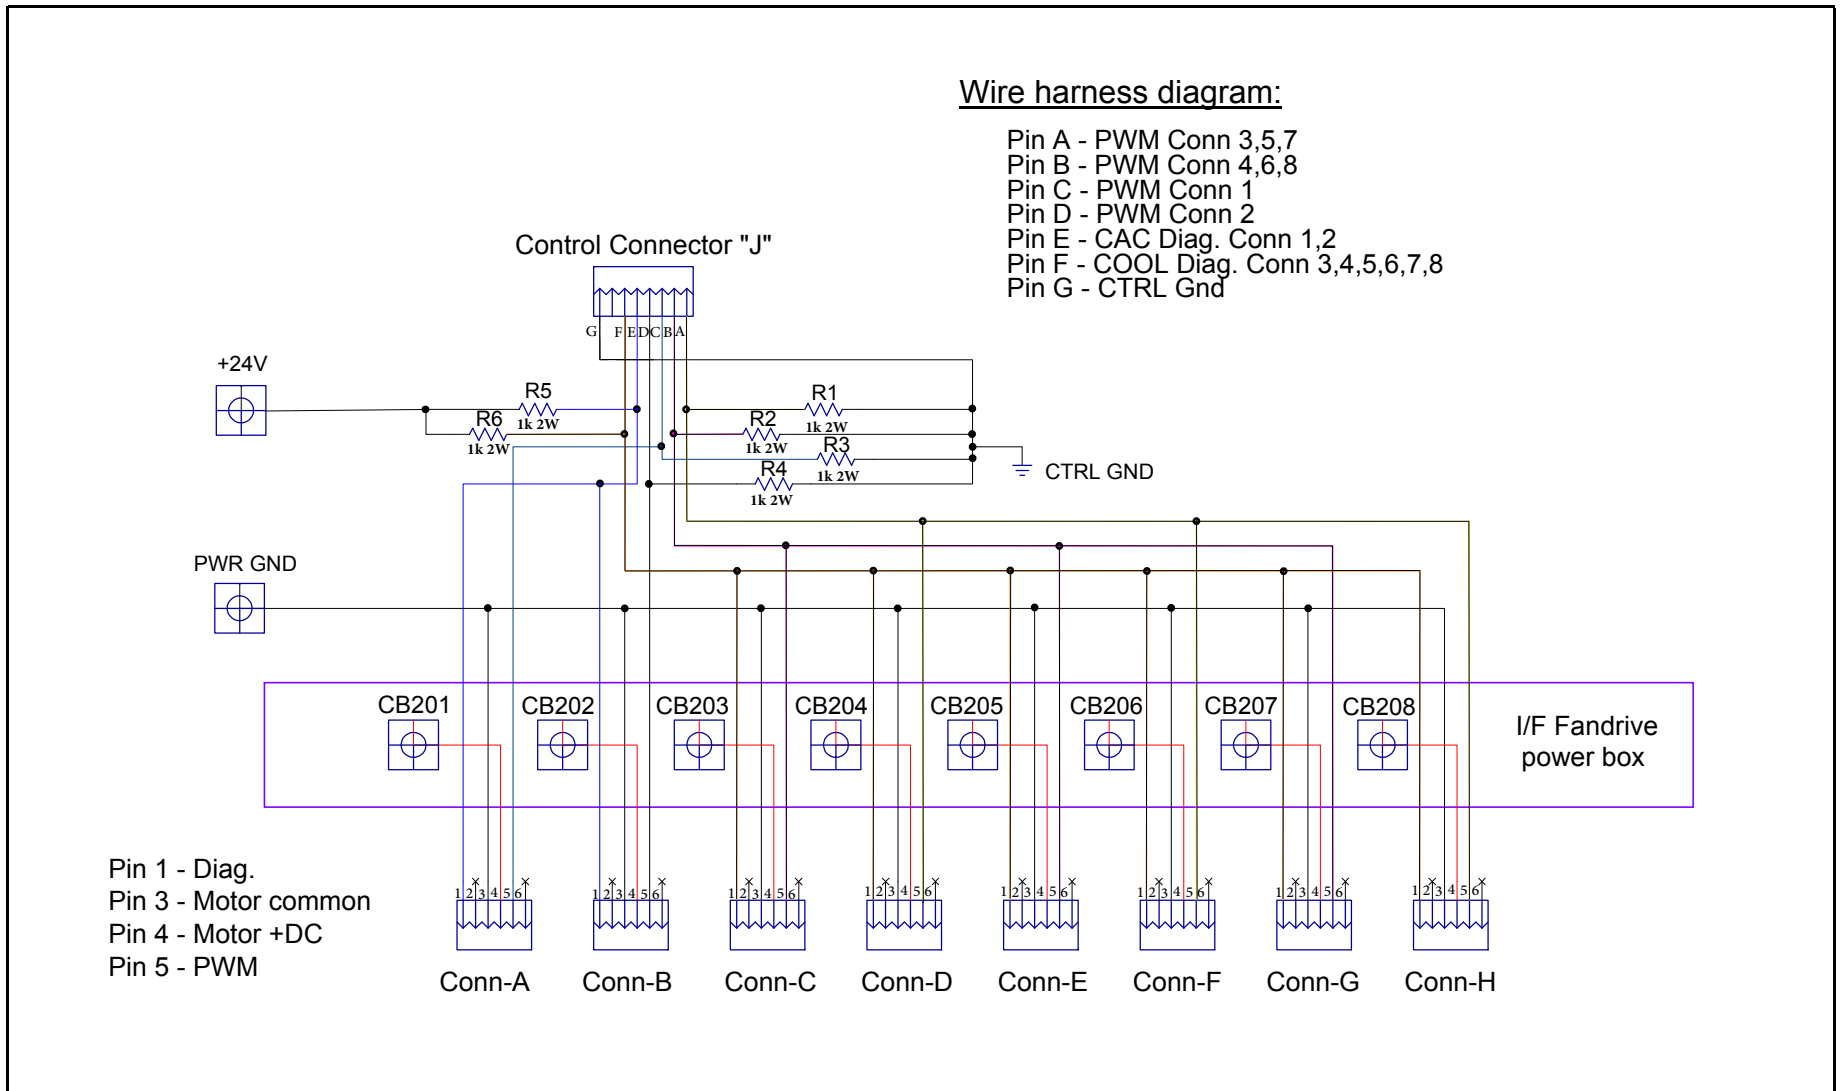 Wire harness diagram:
Pin A - PWM Conn 3,5,7
Pin B - PWM Conn 4,6,8
Pin C - PWM Conn 1
Pin D - PWM Conn 2
Pin E - CAC Diag. Conn 1,2
Pin F - COOL Diag. Conn 3,4,5,6,7,8
Pin G - CTRL Gnd
Control Connector "J"
G F E D C B A
+24V
R5
1k 2W
R6
1k 2W
R1
1k 2W
R2
1k 2W
R3
1k 2W
R4
1k 2W
CTRL GND
PWR GND
CB201 CB202 CB203 CB204 CB205 CB206 CB207 CB208
I/F Fandrive
power box
Pin 1 - Diag.
Pin 3 - Motor common
Pin 4 - Motor +DC
Pin 5 - PWM
1 2 3 4 5 6 1 2 3 4 5 6 1 2 3 4 5 6 1 2 3 4 5 6 1 2 3 4 5 6 1 2 3 4 5 6 1 2 3 4 5 6 1 2 3 4 5 6
Conn-A Conn-B Conn-C Conn-D Conn-E Conn-F Conn-G Conn-H